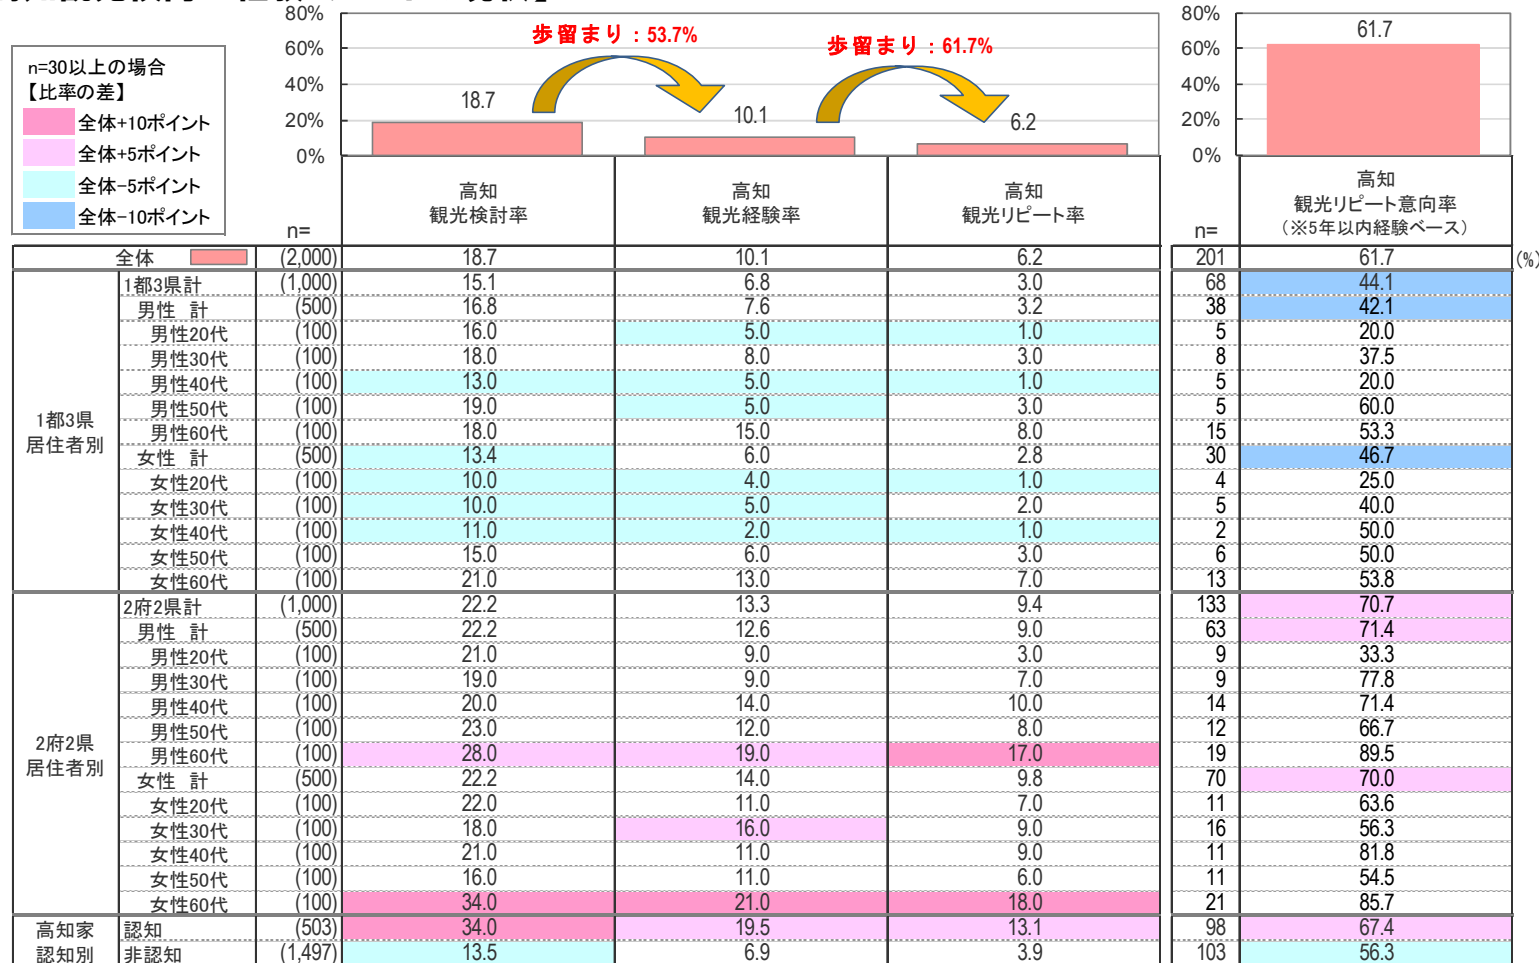 80%
60%
40%
20%
0%
歩留まり：53.7%
歩留まり：61.7%
18.7
10.1
6.2
80%
60%
40%
20%
0%
61.7
n=30以上の場合
【比率の差】
全体+10ポイント
全体+5ポイント
全体-5ポイント
全体-10ポイント
n= 高知 観光検討率 高知 観光経験率 高知 観光リピート率 n= 高知 観光リピート意向率 （※5年以内経験ベース）
全体 (2,000) 18.7 10.1 6.2 201 61.7 (%)
1都3県 居住者別
1都3県計 (1,000) 15.1 6.8 3.0 68 44.1
男性 計 (500) 16.8 7.6 3.2 38 42.1
男性20代 (100) 16.0 5.0 1.0 5 20.0
男性30代 (100) 18.0 8.0 3.0 8 37.5
男性40代 (100) 13.0 5.0 1.0 5 20.0
男性50代 (100) 19.0 5.0 3.0 5 60.0
男性60代 (100) 18.0 15.0 8.0 15 53.3
女性 計 (500) 13.4 6.0 2.8 30 46.7
女性20代 (100) 10.0 4.0 1.0 4 25.0
女性30代 (100) 10.0 5.0 2.0 5 40.0
女性40代 (100) 11.0 2.0 1.0 2 50.0
女性50代 (100) 15.0 6.0 3.0 6 50.0
女性60代 (100) 21.0 13.0 7.0 13 53.8
2府2県 居住者別
2府2県計 (1,000) 22.2 13.3 9.4 133 70.7
男性 計 (500) 22.2 12.6 9.0 63 71.4
男性20代 (100) 21.0 9.0 3.0 9 33.3
男性30代 (100) 19.0 9.0 7.0 9 77.8
男性40代 (100) 20.0 14.0 10.0 14 71.4
男性50代 (100) 23.0 12.0 8.0 12 66.7
男性60代 (100) 28.0 19.0 17.0 19 89.5
女性 計 (500) 22.2 14.0 9.8 70 70.0
女性20代 (100) 22.0 11.0 7.0 11 63.6
女性30代 (100) 18.0 16.0 9.0 16 56.3
女性40代 (100) 21.0 11.0 9.0 11 81.8
女性50代 (100) 16.0 11.0 6.0 11 54.5
女性60代 (100) 34.0 21.0 18.0 21 85.7
高知家 認知別
認知 (503) 34.0 19.5 13.1 98 67.4
非認知 (1,497) 13.5 6.9 3.9 103 56.3